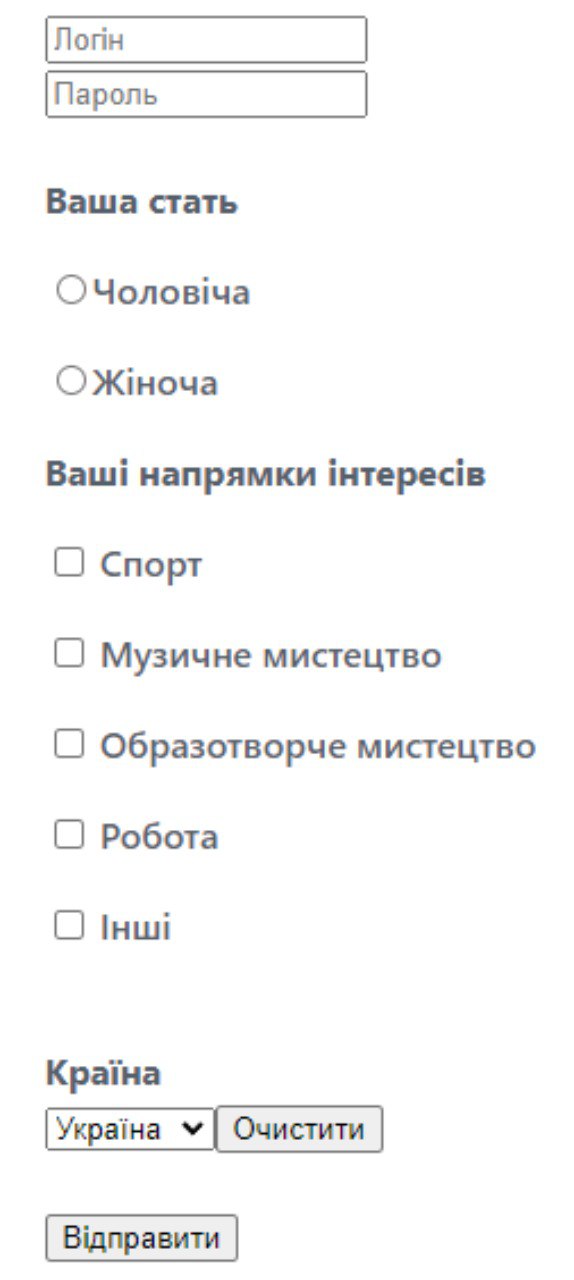 Логін
Пароль
Ваша стать
Чоловіча
Жіноча
Ваші напрямки інтересів
Спорт
Музичне мистецтво
Образотворче мистецтво
Робота
Інші
Країна
Україна Очистити
Відправити